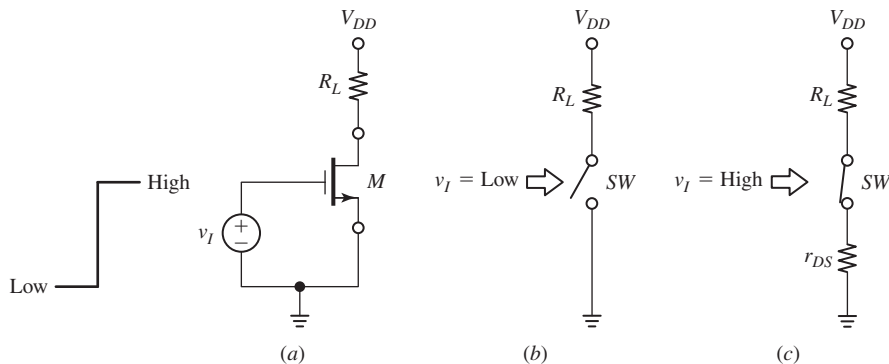 V_DD
R_L
M
v_I
+
−
High
Low
(a)
V_DD
R_L
v_I = Low
SW
(b)
V_DD
R_L
v_I = High
SW
r_DS
(c)